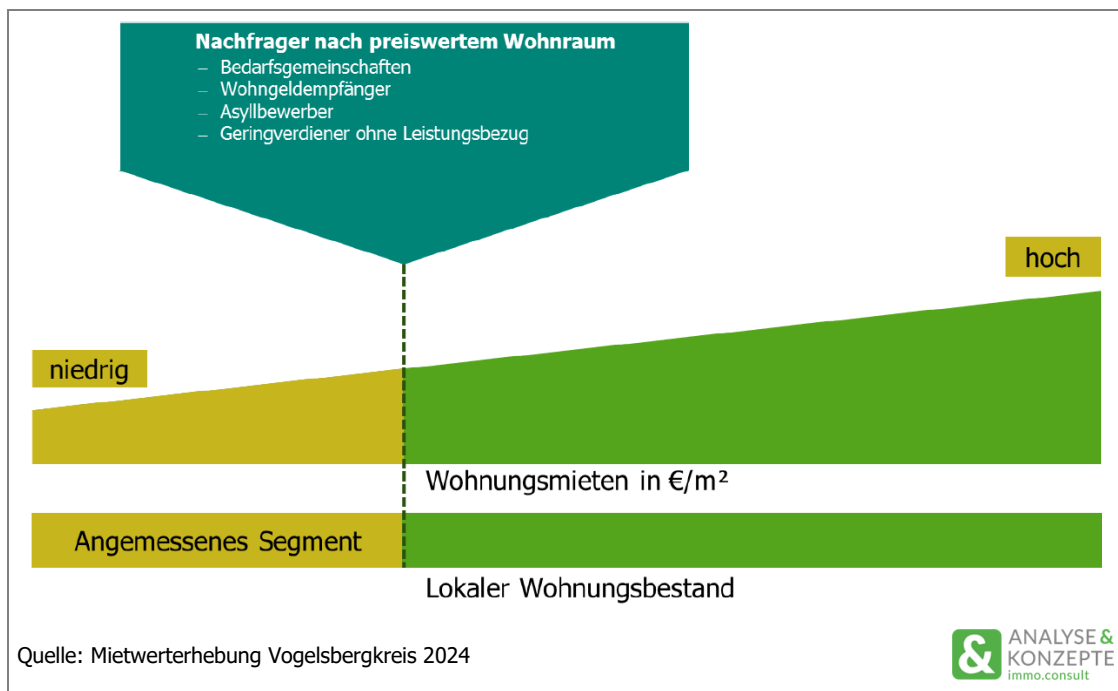 Nachfrager nach preiswertem Wohnraum
– Bedarfsgemeinschaften
– Wohngeldempfänger
– Asyllbewerber
– Geringverdiener ohne Leistungsbezug
hoch
niedrig
Wohnungsmieten in €/m²
Angemessenes Segment
Lokaler Wohnungsbestand
Quelle: Mietwerterhebung Vogelsbergkreis 2024
& ANALYSE &
KONZEPTE
immo.consult